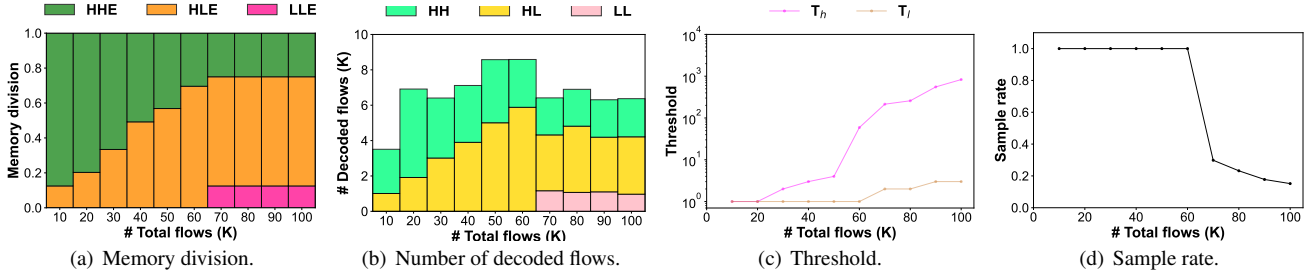 HHE HLE LLE
Memory division
1.0
0.8
0.6
0.4
0.2
0.0
10 20 30 40 50 60 70 80 90 100
# Total flows (K)
(a) Memory division.
HH HL LL
# Decoded flows (K)
10
8
6
4
2
0
10 20 30 40 50 60 70 80 90 100
# Total flows (K)
(b) Number of decoded flows.
Tₕ Tₗ
Threshold
10⁴
10³
10²
10¹
10⁰
0 20 40 60 80 100
# Total flows (K)
(c) Threshold.
Sample rate
1.0
0.8
0.6
0.4
0.2
0.0
0 20 40 60 80 100
# Total flows (K)
(d) Sample rate.